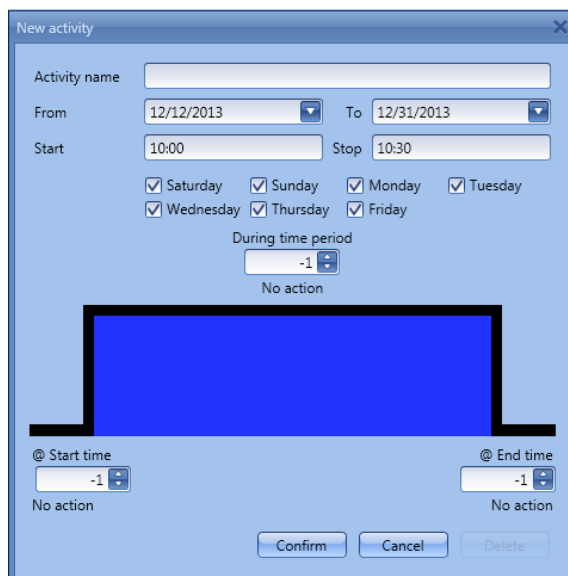 New activity
Activity name
From 12/12/2013 To 12/31/2013
Start 10:00 Stop 10:30
Saturday Sunday Monday Tuesday
Wednesday Thursday Friday
During time period
-1
No action
@ Start time @ End time
-1 -1
No action No action
Confirm Cancel Delete